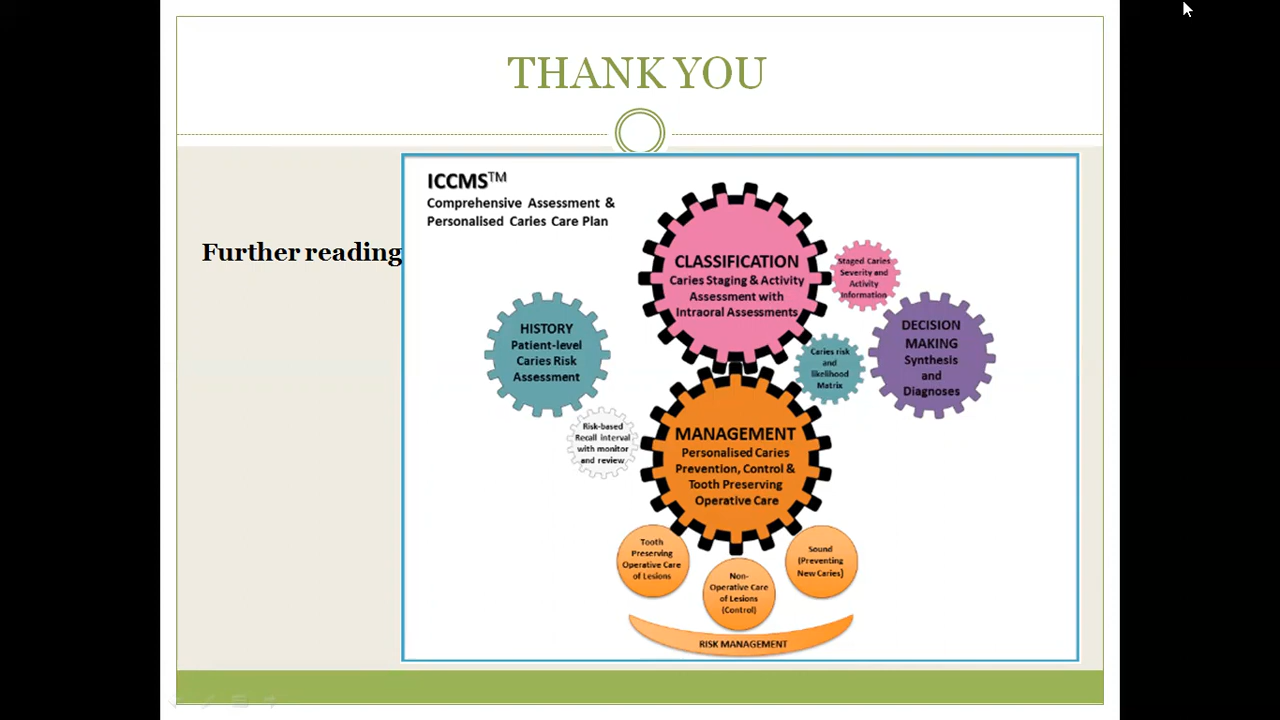 THANK YOU
Further reading
ICCMS™
Comprehensive Assessment &
Personalised Caries Care Plan
CLASSIFICATION
Caries Staging & Activity
Assessment with
Intraoral Assessments
Staged Caries
Severity and
Activity
Information
HISTORY
Patient-level
Caries Risk
Assessment
DECISION
MAKING
Synthesis
and
Diagnoses
Caries risk
and
likelihood
Matrix
Risk-based
Recall interval
with monitor
and review
MANAGEMENT
Personalised Caries
Prevention, Control &
Tooth Preserving
Operative Care
Tooth
Preserving
Operative Care
of Lesions
Non-
Operative Care
of Lesions
(Control)
Sound
(Preventing
New Caries)
RISK MANAGEMENT